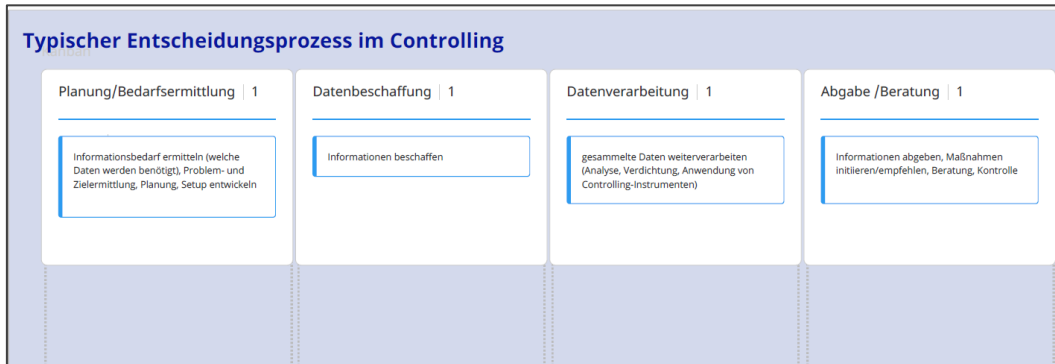 Typischer Entscheidungsprozess im Controlling
Planung/Bedarfsermittlung | 1
Informationsbedarf ermitteln (welche
Daten werden benötigt), Problem- und
Zielermittlung, Planung, Setup entwickeln
Datenbeschaffung | 1
Informationen beschaffen
Datenverarbeitung | 1
gesammelte Daten weiterverarbeiten
(Analyse, Verdichtung, Anwendung von
Controlling-Instrumenten)
Abgabe /Beratung | 1
Informationen abgeben, Maßnahmen
initiieren/empfehlen, Beratung, Kontrolle